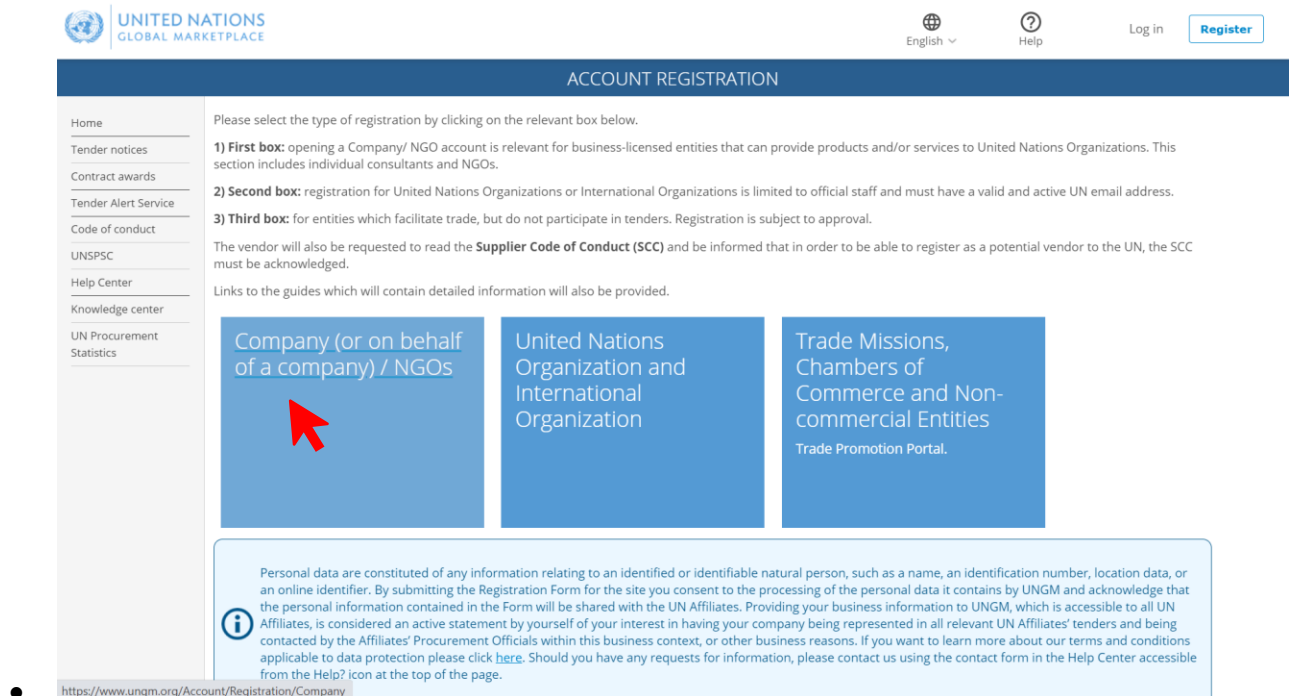 UNITED NATIONS
GLOBAL MARKETPLACE
English
Help
Log in
Register
ACCOUNT REGISTRATION
Home
Tender notices
Contract awards
Tender Alert Service
Code of conduct
UNSPSC
Help Center
Knowledge center
UN Procurement
Statistics
Please select the type of registration by clicking on the relevant box below.
1) First box: opening a Company/ NGO account is relevant for business-licensed entities that can provide products and/or services to United Nations Organizations. This
section includes individual consultants and NGOs.
2) Second box: registration for United Nations Organizations or International Organizations is limited to official staff and must have a valid and active UN email address.
3) Third box: for entities which facilitate trade, but do not participate in tenders. Registration is subject to approval.
The vendor will also be requested to read the Supplier Code of Conduct (SCC) and be informed that in order to be able to register as a potential vendor to the UN, the SCC
must be acknowledged.
Links to the guides which will contain detailed information will also be provided.
Company (or on behalf
of a company) / NGOs
United Nations
Organization and
International
Organization
Trade Missions,
Chambers of
Commerce and Non-
commercial Entities
Trade Promotion Portal.
Personal data are constituted of any information relating to an identified or identifiable natural person, such as a name, an identification number, location data, or
an online identifier. By submitting the Registration Form for the site you consent to the processing of the personal data it contains by UNGM and acknowledge that
the personal information contained in the Form will be shared with the UN Affiliates. Providing your business information to UNGM, which is accessible to all UN
Affiliates, is considered an active statement by yourself of your interest in having your company being represented in all relevant UN Affiliates' tenders and being
contacted by the Affiliates' Procurement Officials within this business context, or other business reasons. If you want to learn more about our terms and conditions
applicable to data protection please click here. Should you have any requests for information, please contact us using the contact form in the Help Center accessible
from the Help? icon at the top of the page.
https://www.ungm.org/Account/Registration/Company